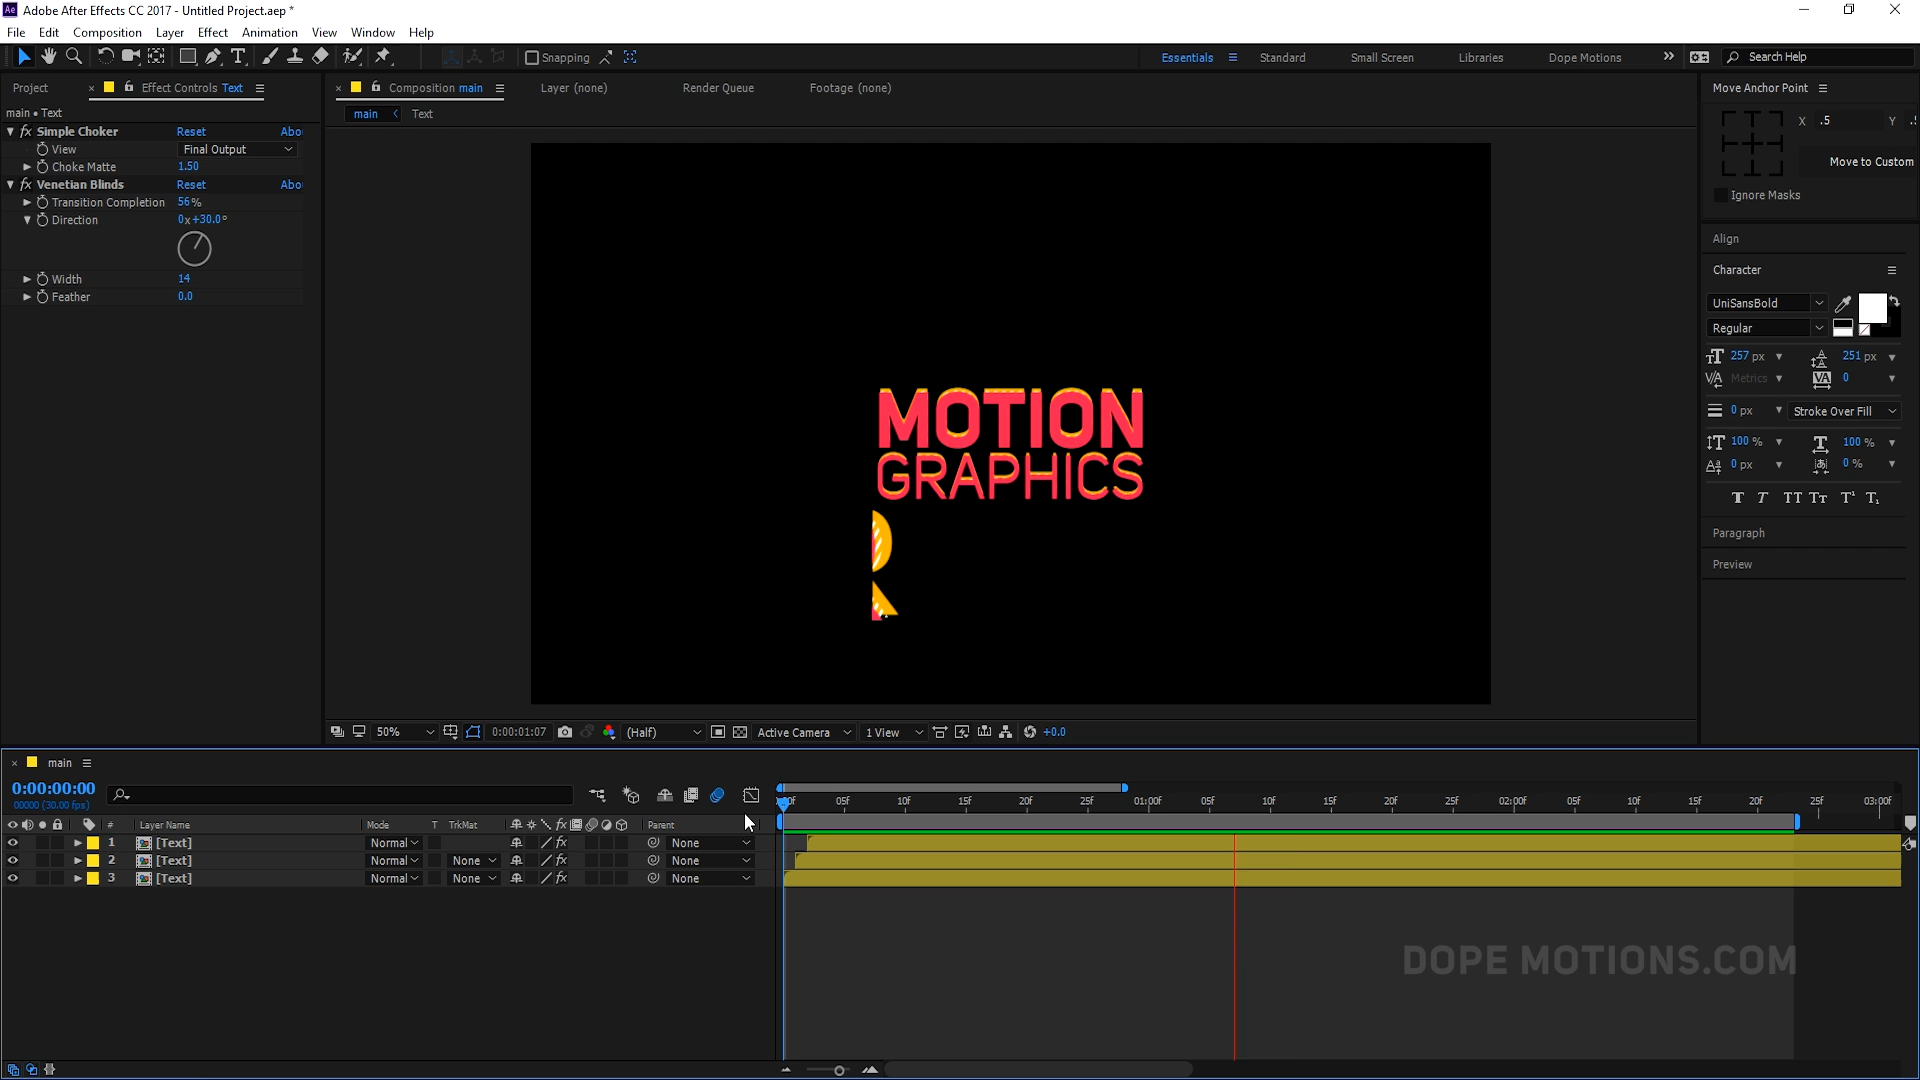 Ae Adobe After Effects CC 2017 - Untitled Project.aep *
File Edit Composition Layer Effect Animation View Window Help
Snapping
Essentials Standard Small Screen Libraries Dope Motions Search Help
Project Effect Controls Text
Composition main Layer (none) Render Queue Footage (none)
Move Anchor Point
main • Text
main Text
X .5 Y
Simple Choker Reset Abo
View Final Output
Choke Matte 1.50
Move to Custom
Venetian Blinds Reset Abo
Ignore Masks
Transition Completion 56%
Direction 0x+30.0°
Align
Character
Width 14
Feather 0.0
UniSansBold
Regular
257 px 251 px
Metrics 0
0 px Stroke Over Fill
100 % 100 %
0 px 0 %
T T TT Tt T¹ T₁
Paragraph
Preview
MOTION
GRAPHICS
50% 0:00:01:07 (Half) Active Camera 1 View +0.0
main
0:00:00:00
00000 (30.00 fps)
05f 10f 15f 20f 25f 01:00f 05f 10f 15f 20f 25f 02:00f 05f 10f 15f 20f 25f 03:00f
# Layer Name Mode T TrkMat Parent
1 [Text] Normal None
2 [Text] Normal None None
3 [Text] Normal None None
DOPE MOTIONS.COM